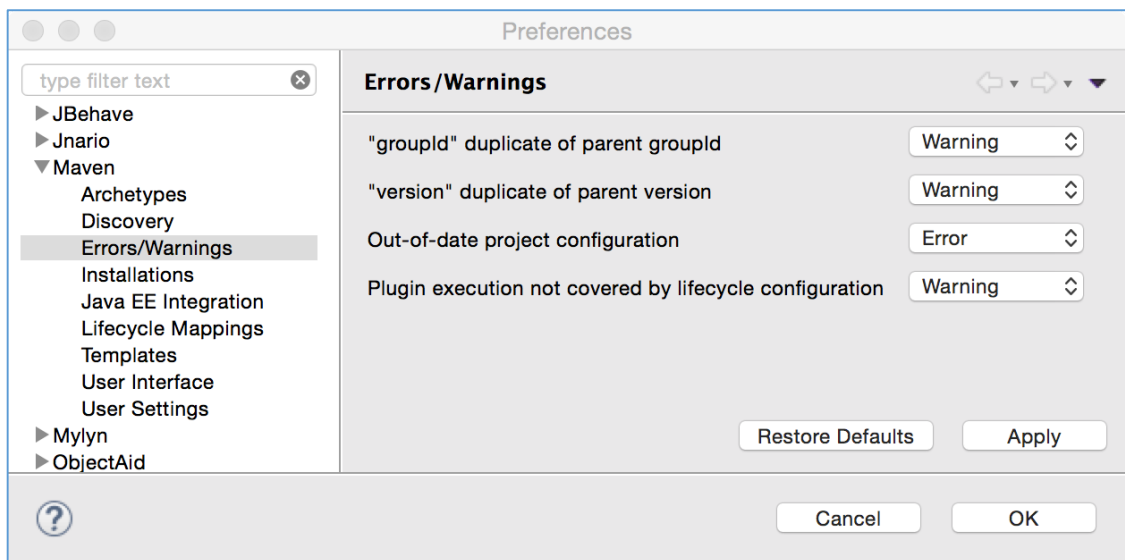 Preferences
type filter text
JBehave
Jnario
Maven
Archetypes
Discovery
Errors/Warnings
Installations
Java EE Integration
Lifecycle Mappings
Templates
User Interface
User Settings
Mylyn
ObjectAid
Errors/Warnings
"groupId" duplicate of parent groupId Warning
"version" duplicate of parent version Warning
Out-of-date project configuration Error
Plugin execution not covered by lifecycle configuration Warning
Restore Defaults Apply
? Cancel OK